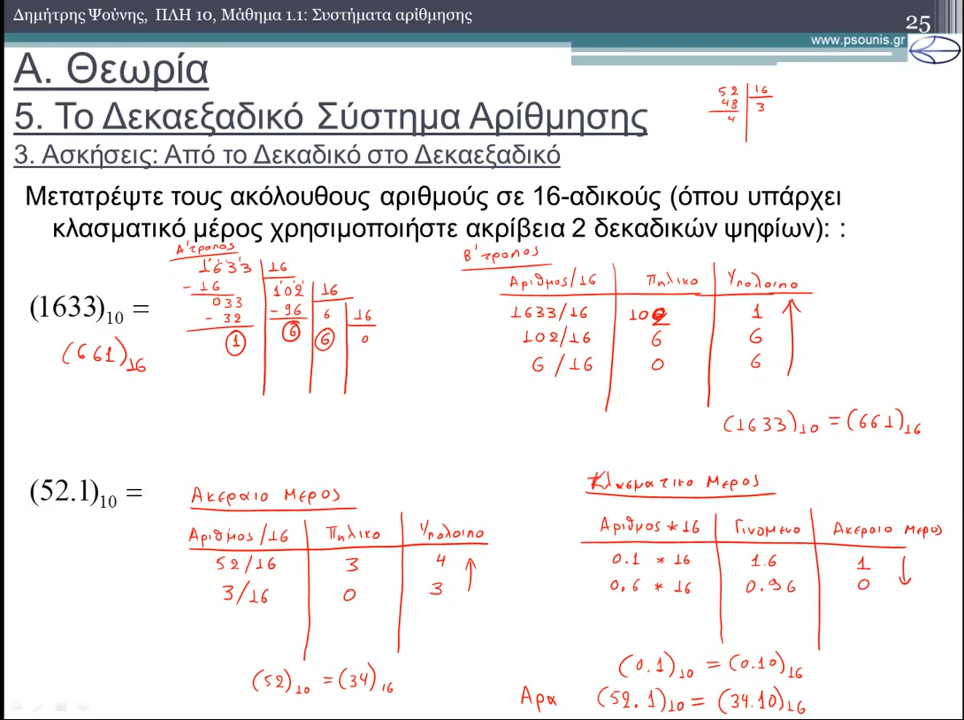 Δημήτρης Ψούνης, ΠΛΗ 10, Μάθημα 1.1: Συστήματα αρίθμησης
25
www.psounis.gr
Α. Θεωρία
5. Το Δεκαεξαδικό Σύστημα Αρίθμησης
52 16
48 3
4
3. Ασκήσεις: Από το Δεκαδικό στο Δεκαεξαδικό
Μετατρέψτε τους ακόλουθους αριθμούς σε 16-αδικούς (όπου υπάρχει
κλασματικό μέρος χρησιμοποιήστε ακρίβεια 2 δεκαδικών ψηφίων): :
(1633)10 =
(661)16
Α' τροπος
1633 16
-16 102 16
033 -96 6 16
-32 6 6 0
1
Β' τροπος
Αριθμος/16 Πηλικο Υπολοιπο
1633/16 102 1
102/16 6 6
6/16 0 6
(1633)10 = (661)16
(52.1)10 =
Ακεραιο Μερος
Αριθμος/16 Πηλικο Υπολοιπο
52/16 3 4
3/16 0 3
(52)10 = (34)16
Κλασματικο Μερος
Αριθμος * 16 Γινομενο Ακεραιο Μερος
0.1 * 16 1.6 1
0.6 * 16 0.96 0
(0.1)10 = (0.10)16
Αρα (52.1)10 = (34.10)16